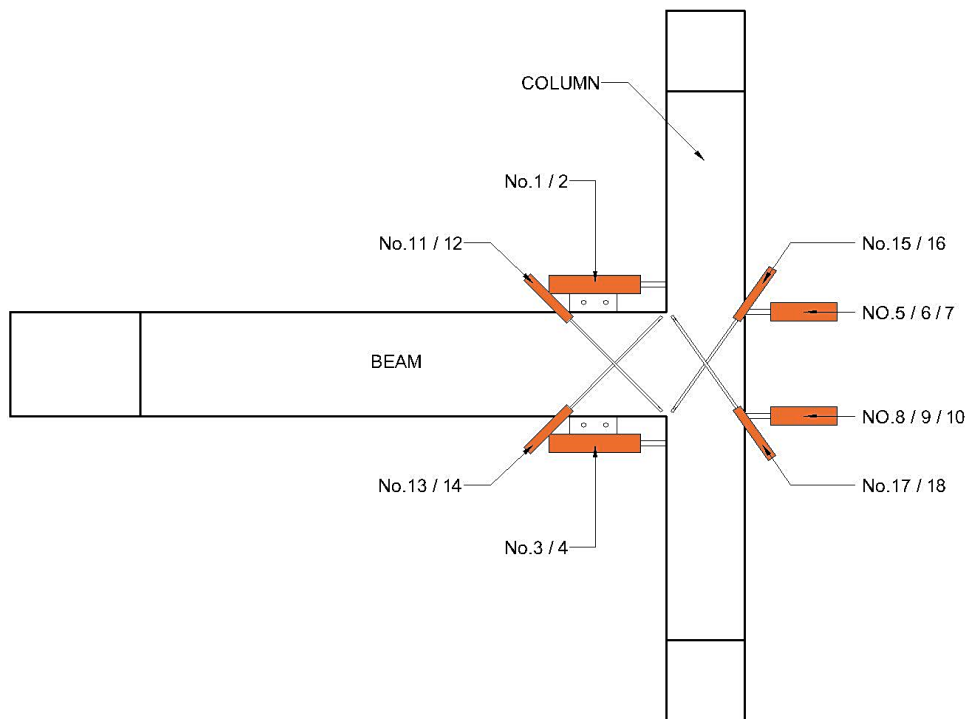 COLUMN
No.1 / 2
No.11 / 12
No.15 / 16
NO.5 / 6 / 7
BEAM
NO.8 / 9 / 10
No.13 / 14
No.17 / 18
No.3 / 4